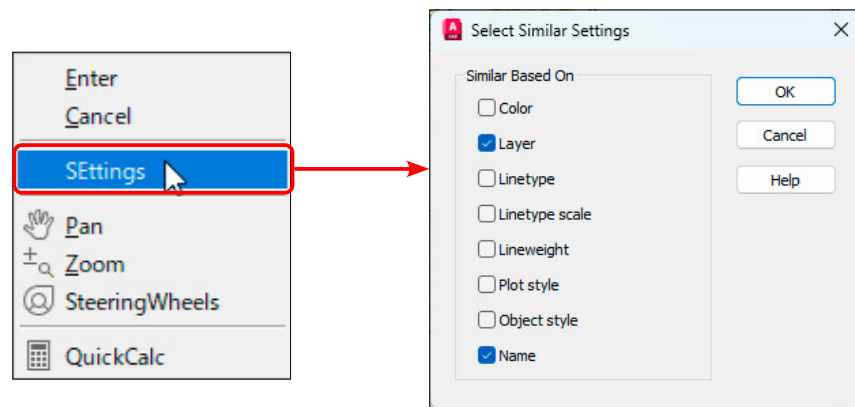 Enter
Cancel
SEttings
Pan
Zoom
SteeringWheels
QuickCalc
A
CAD
Select Similar Settings
Similar Based On
Color
Layer
Linetype
Linetype scale
Lineweight
Plot style
Object style
Name
OK
Cancel
Help